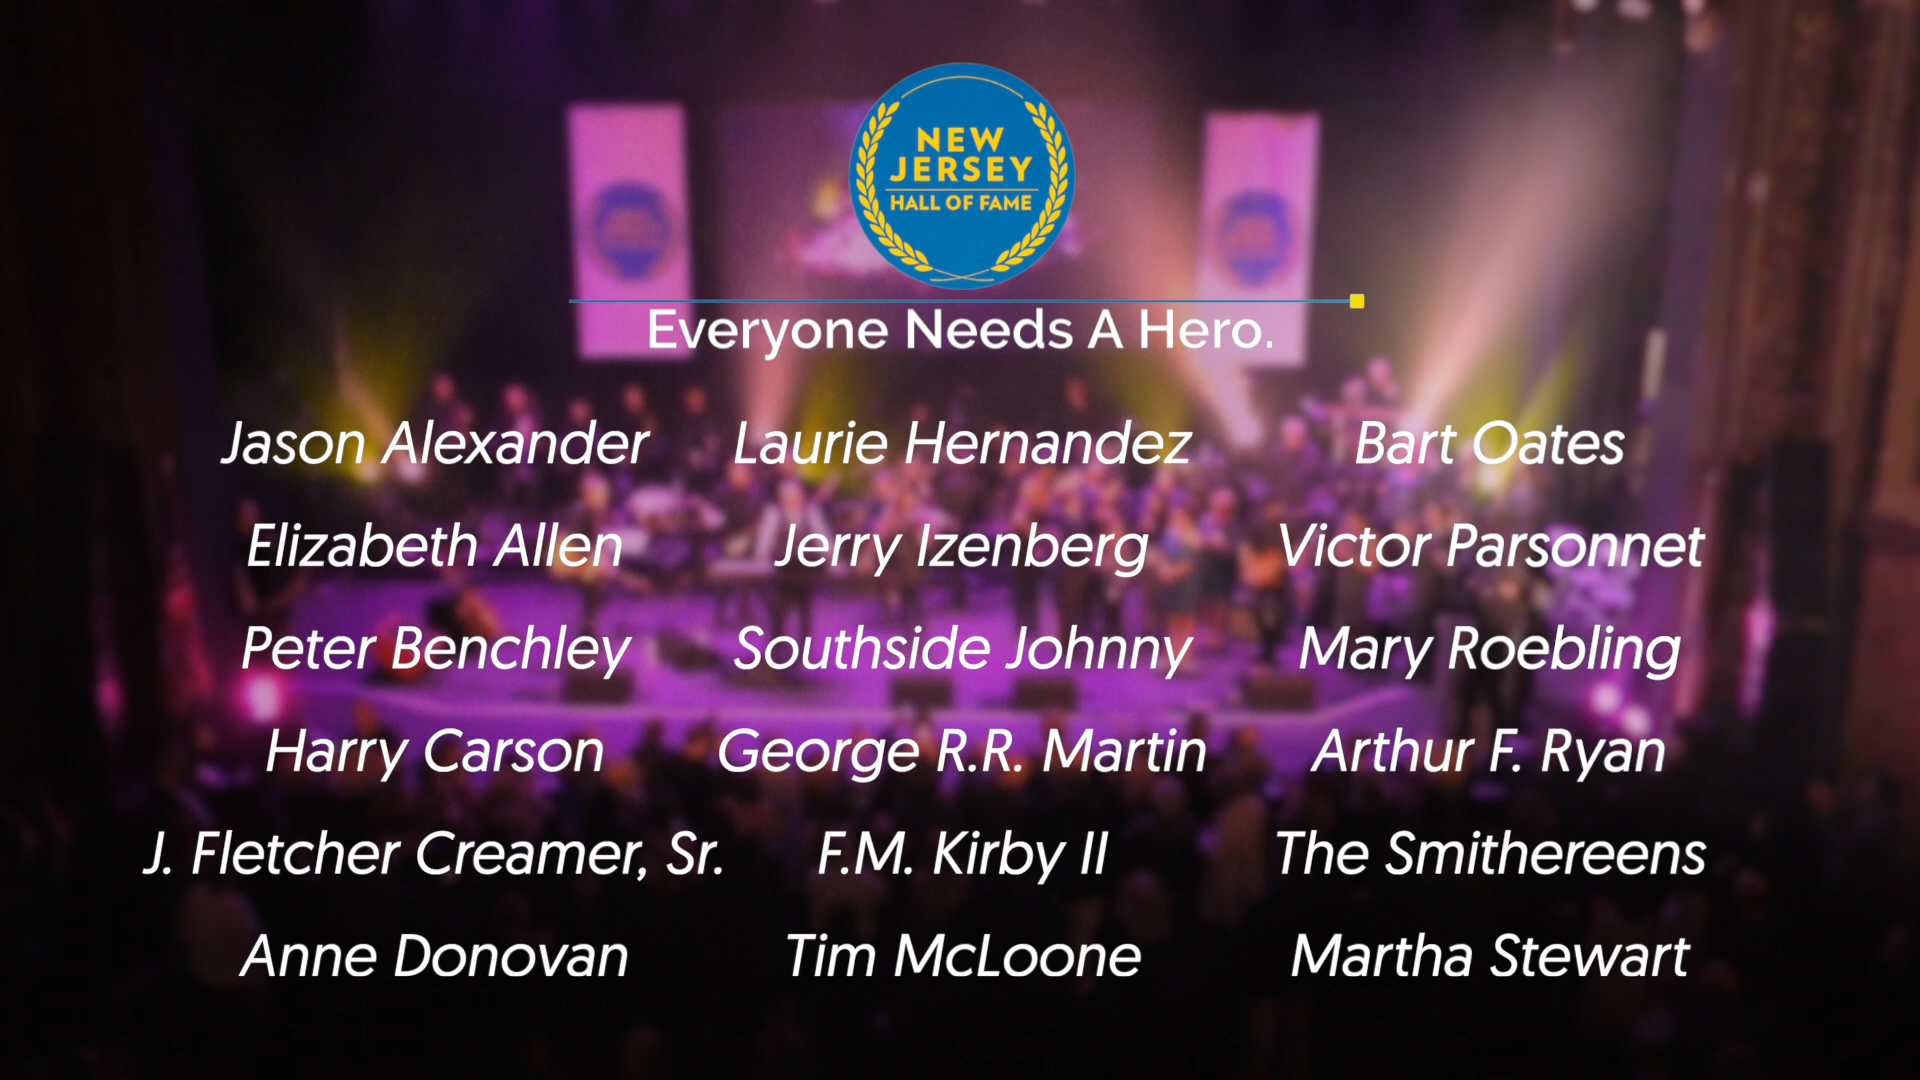 NEW
JERSEY
HALL OF FAME
Everyone Needs A Hero.
Jason Alexander
Laurie Hernandez
Bart Oates
Elizabeth Allen
Jerry Izenberg
Victor Parsonnet
Peter Benchley
Southside Johnny
Mary Roebling
Harry Carson
George R.R. Martin
Arthur F. Ryan
J. Fletcher Creamer, Sr.
F.M. Kirby II
The Smithereens
Anne Donovan
Tim McLoone
Martha Stewart